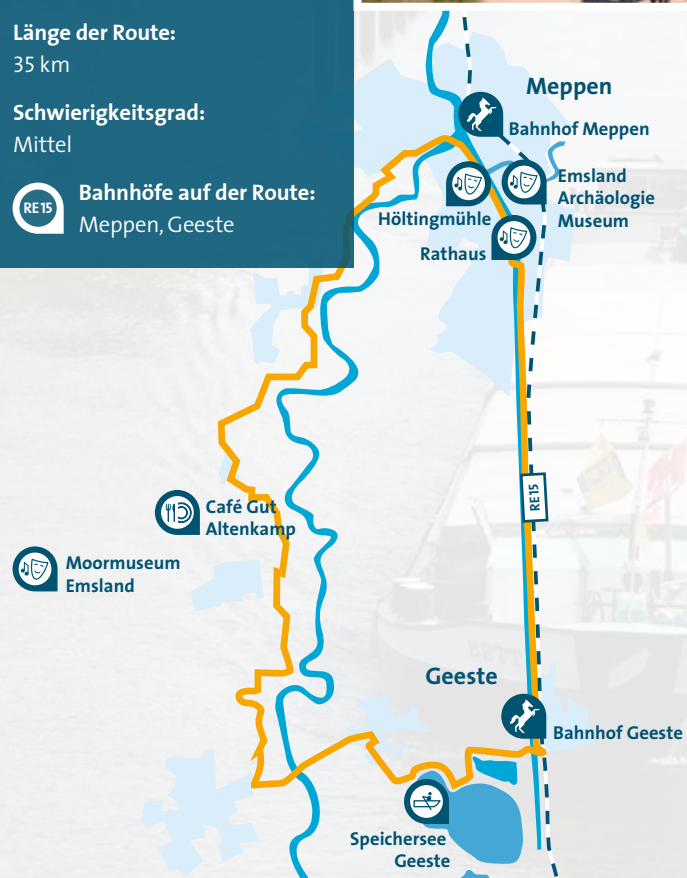 Länge der Route:
35 km
Schwierigkeitsgrad:
Mittel
RE15
Bahnhöfe auf der Route:
Meppen, Geeste
Meppen
Bahnhof Meppen
Emsland
Archäologie
Museum
Höltingmühle
Rathaus
RE15
Café Gut
Altenkamp
Moormuseum
Emsland
Geeste
Bahnhof Geeste
Speichersee
Geeste